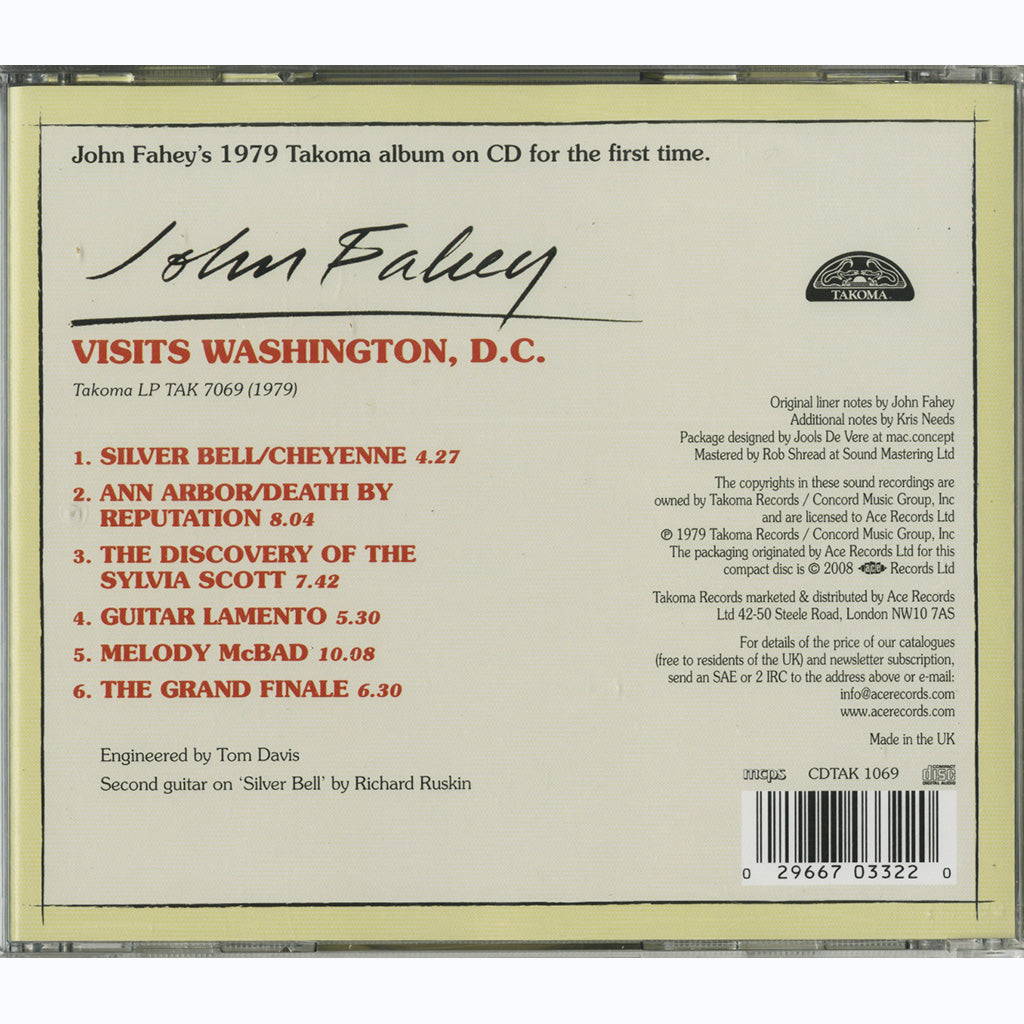 John Fahey's 1979 Takoma album on CD for the first time.
John Fahey
TAKOMA
VISITS WASHINGTON, D.C.
Takoma LP TAK 7069 (1979)
1. SILVER BELL/CHEYENNE 4.27
2. ANN ARBOR/DEATH BY
REPUTATION 8.04
3. THE DISCOVERY OF THE
SYLVIA SCOTT 7.42
4. GUITAR LAMENTO 5.30
5. MELODY McBAD 10.08
6. THE GRAND FINALE 6.30
Engineered by Tom Davis
Second guitar on ‘Silver Bell’ by Richard Ruskin
Original liner notes by John Fahey
Additional notes by Kris Needs
Package designed by Jools De Vere at mac.concept
Mastered by Rob Shread at Sound Mastering Ltd
The copyrights in these sound recordings are
owned by Takoma Records / Concord Music Group, Inc
and are licensed to Ace Records Ltd
℗ 1979 Takoma Records / Concord Music Group, Inc
The packaging originated by Ace Records Ltd for this
compact disc is © 2008 ace Records Ltd
Takoma Records marketed & distributed by Ace Records
Ltd 42-50 Steele Road, London NW10 7AS
For details of the price of our catalogues
(free to residents of the UK) and newsletter subscription,
send an SAE or 2 IRC to the address above or e-mail:
info@acerecords.com
www.acerecords.com
Made in the UK
mcps CDTAK 1069 COMPACT disc DIGITAL AUDIO
0 29667 03322 0